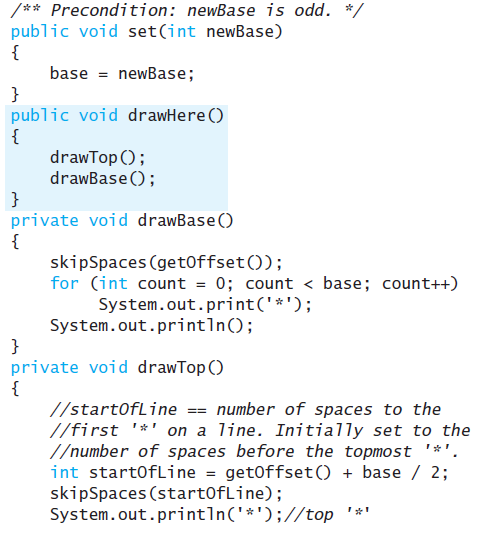 /** Precondition: newBase is odd. */
public void set(int newBase)
{
    base = newBase;
}
public void drawHere()
{
    drawTop();
    drawBase();
}
private void drawBase()
{
    skipSpaces(getOffset());
    for (int count = 0; count < base; count++)
         System.out.print('*');
    System.out.println();
}
private void drawTop()
{
    //startOfLine == number of spaces to the
    //first '*' on a line. Initially set to the
    //number of spaces before the topmost '*'.
    int startOfLine = getOffset() + base / 2;
    skipSpaces(startOfLine);
    System.out.println('*');//top '*'